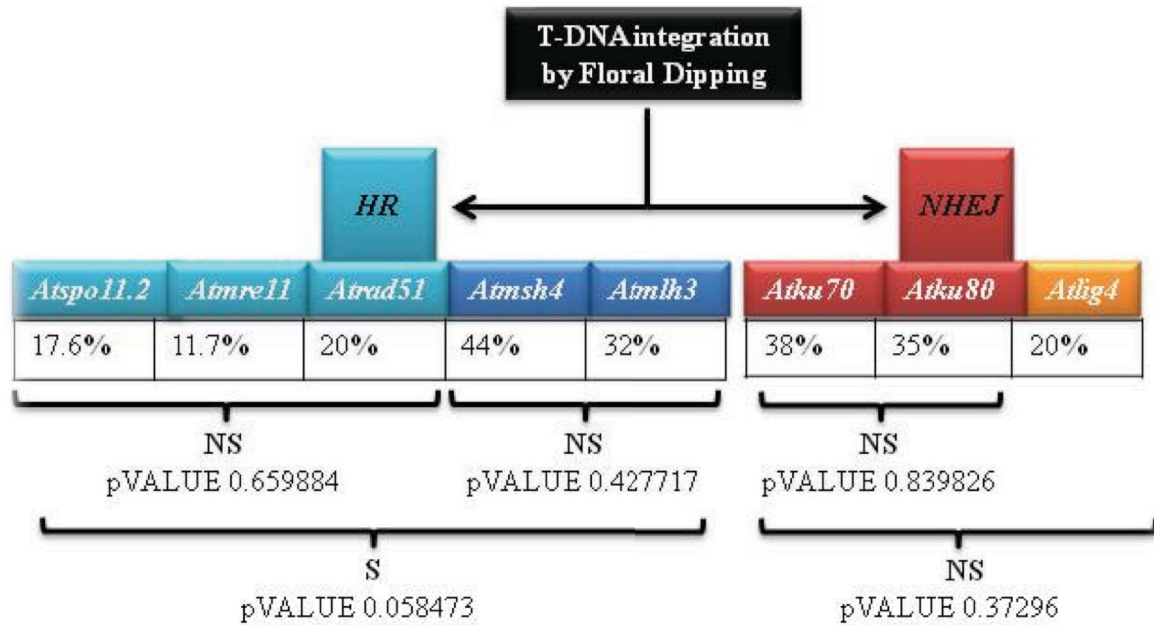 T-DNA integration
by Floral Dipping
HR
NHEJ
Atspo11.2 Atmre11 Atrad51 Atmsh4 Atmlh3 Atku70 Atku80 Atlig4
17.6% 11.7% 20% 44% 32% 38% 35% 20%
NS NS NS
pVALUE 0.659884 pVALUE 0.427717 pVALUE 0.839826
S NS
pVALUE 0.058473 pVALUE 0.37296